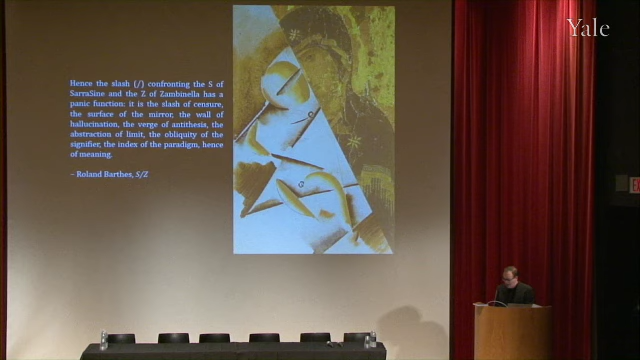 Yale
Hence the slash (/) confronting the S of
SarraSine and the Z of Zambinella has a
panic function: it is the slash of censure,
the surface of the mirror, the wall of
hallucination, the verge of antithesis, the
abstraction of limit, the obliquity of the
signifier, the index of the paradigm, hence
of meaning.
~ Roland Barthes, S/Z